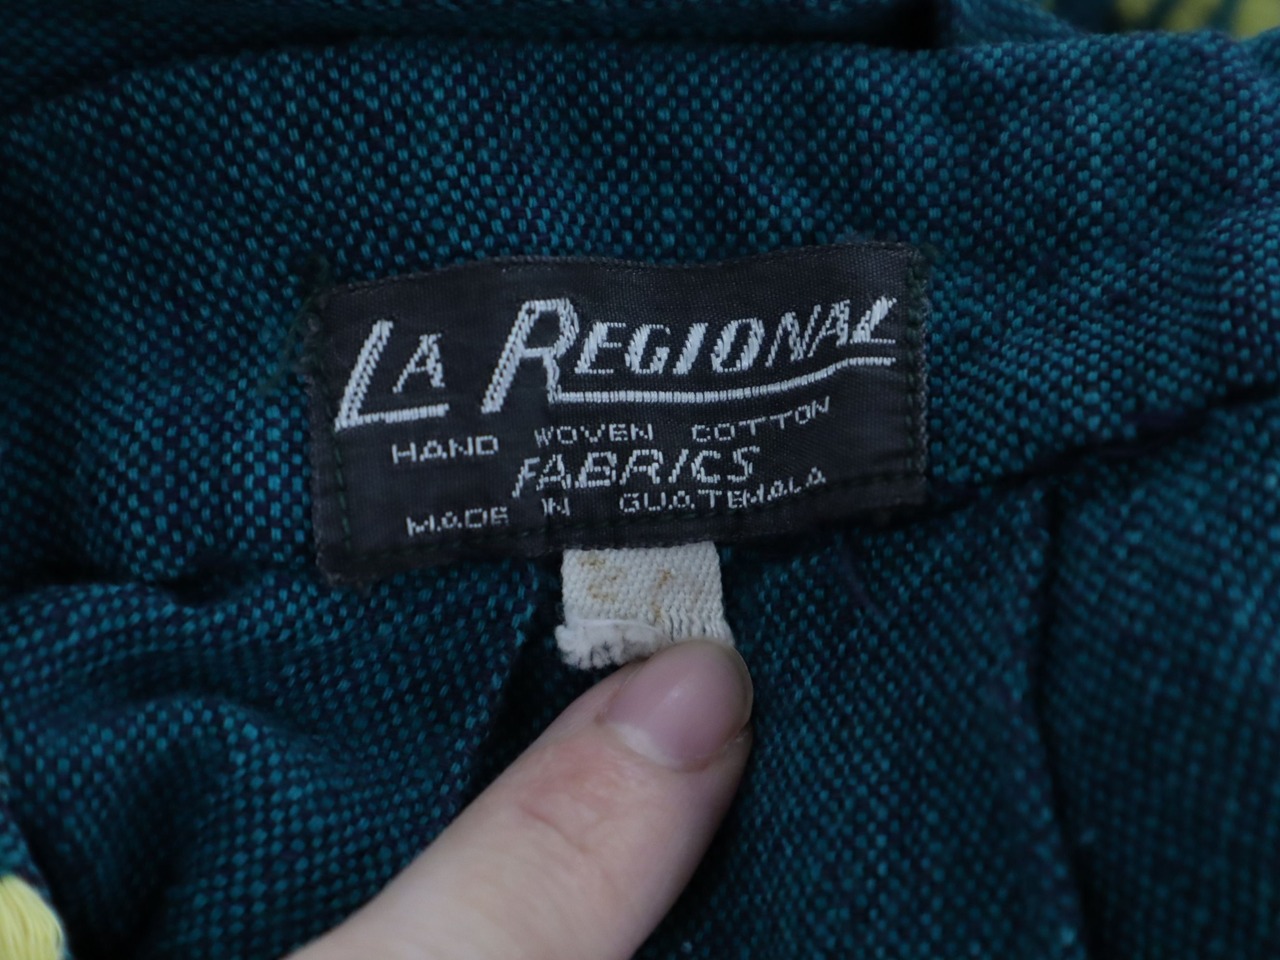 LA REGIONAL
HAND WOVEN COTTON
FABRICS
MADE IN GUATEMALA